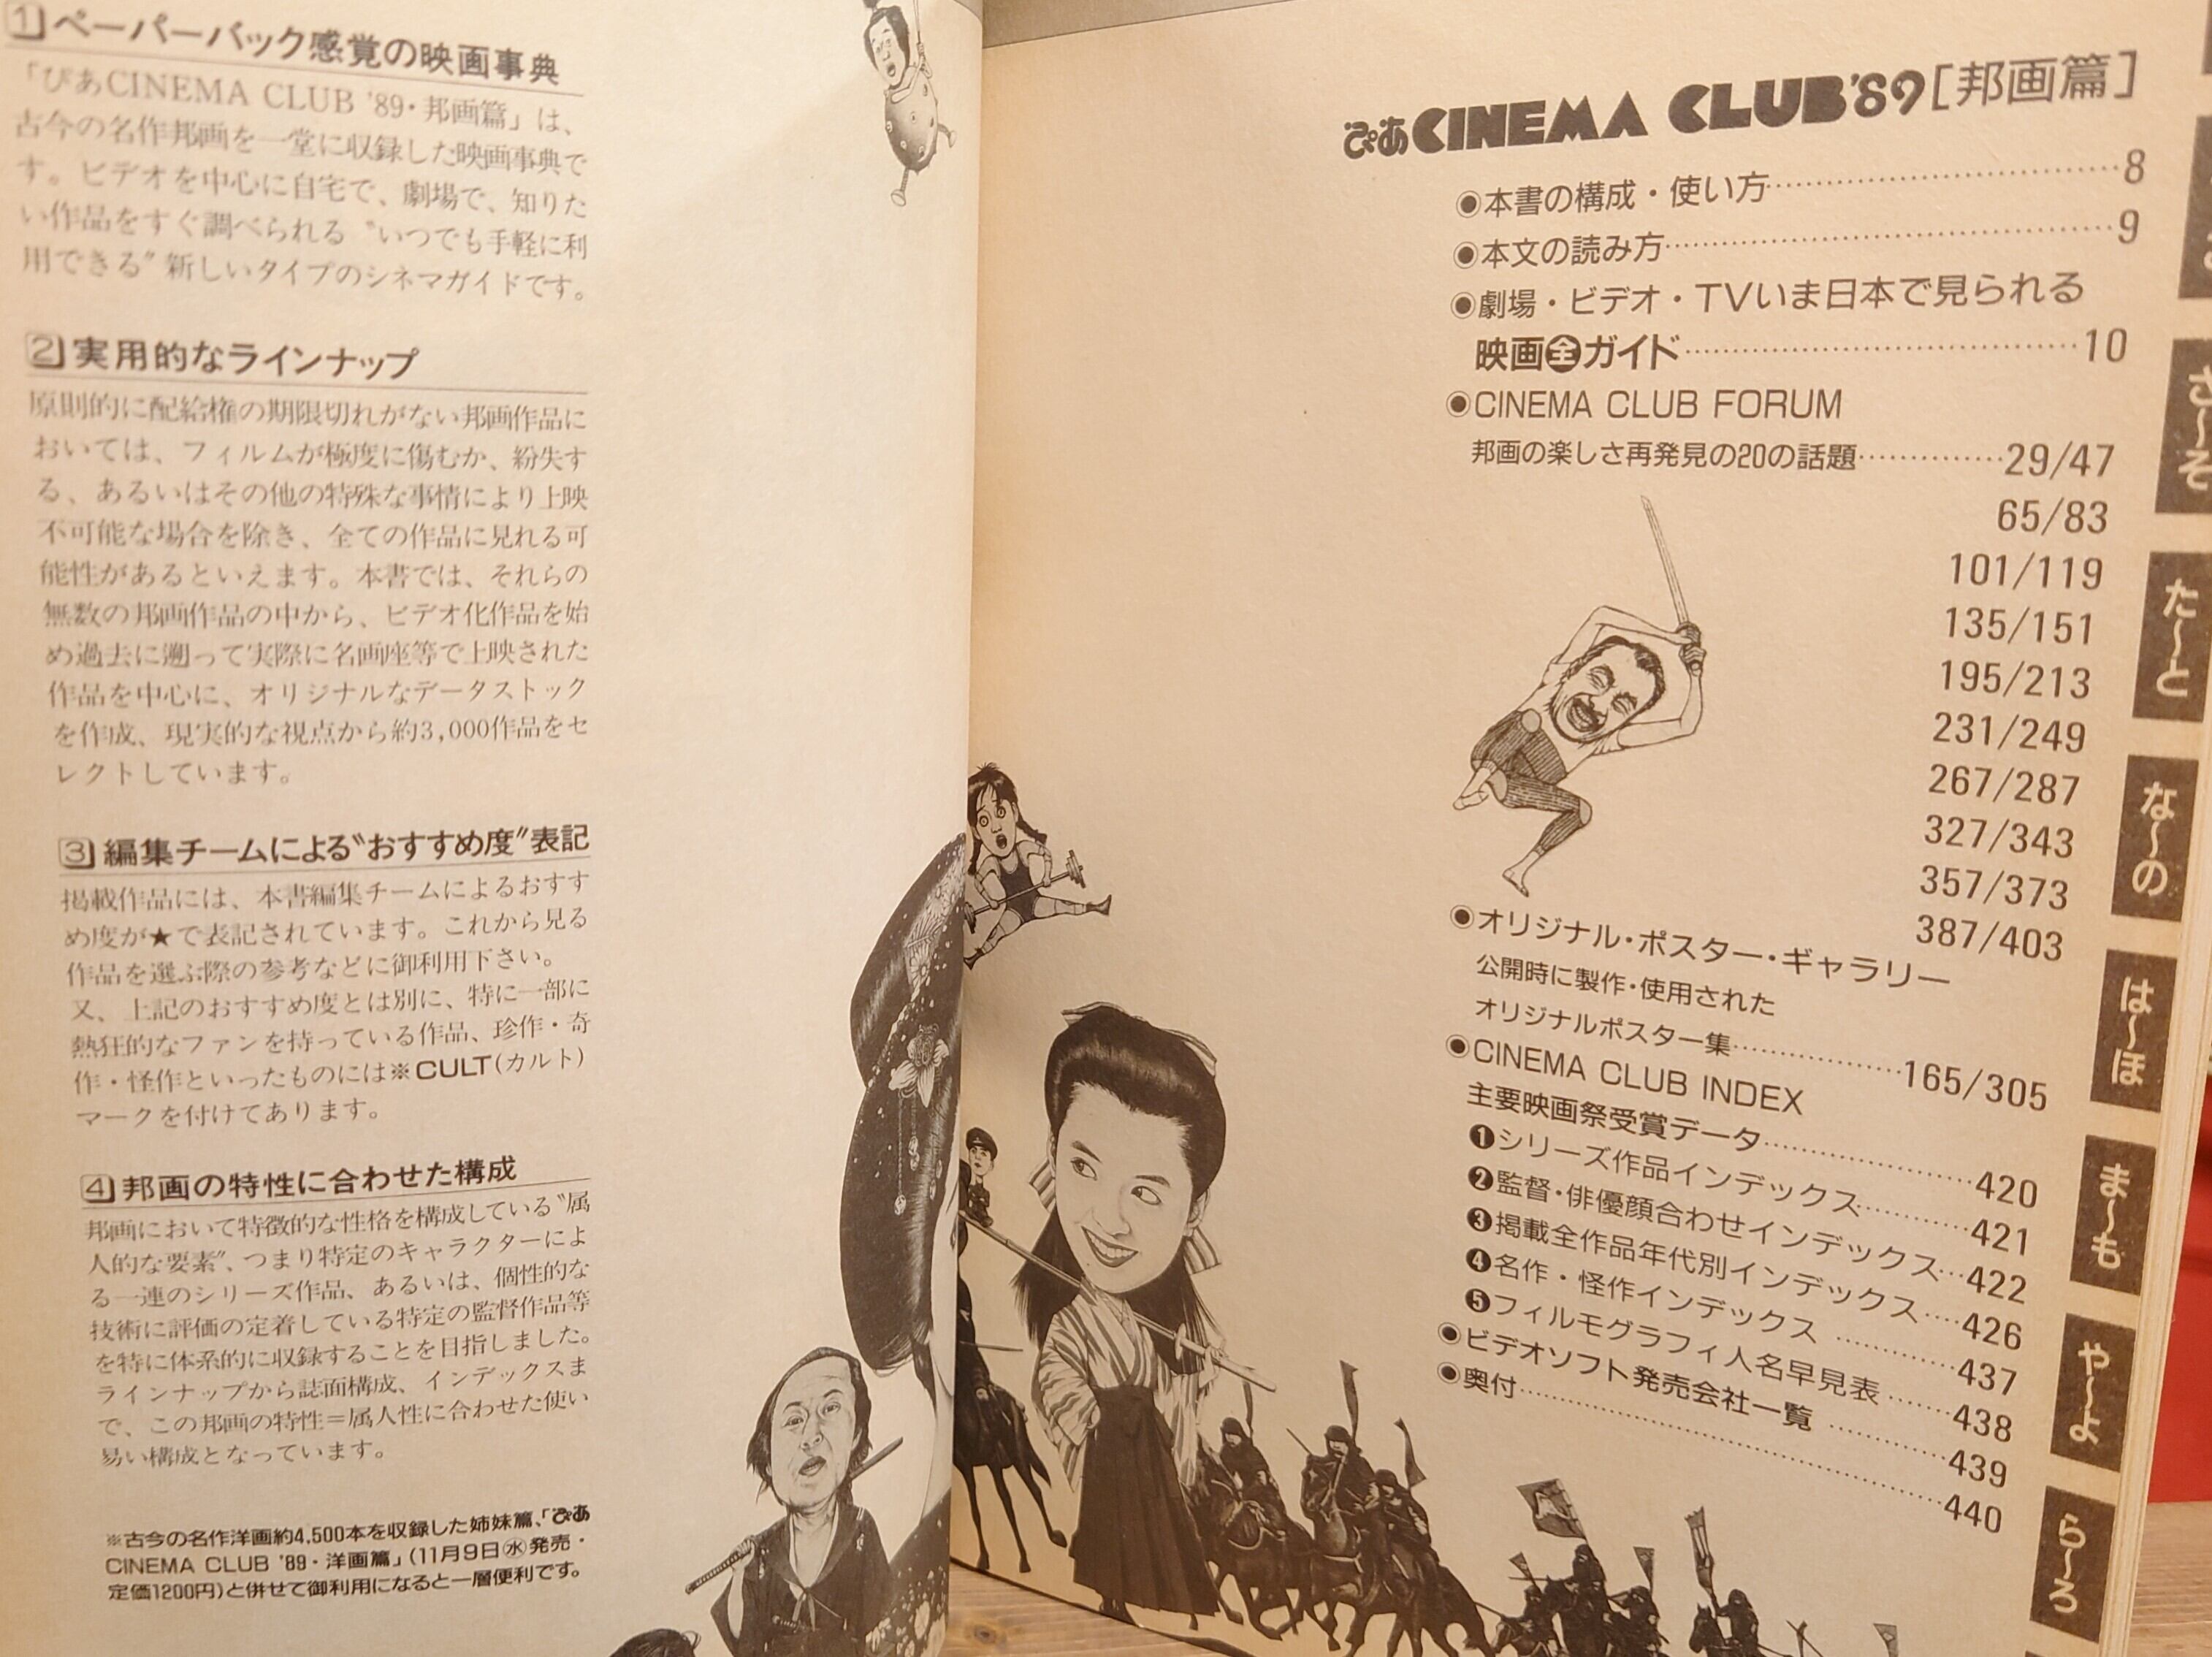 1 ペーパーバック感覚の映画事典
「ぴあCINEMA CLUB '89・邦画篇」は、
古今の名作邦画を一堂に収録した映画事典で
す。ビデオを中心に自宅で、劇場で、知りた
い作品をすぐ調べられる〝いつでも手軽に利
用できる〟新しいタイプのシネマガイドです。
2 実用的なラインナップ
原則的に配給権の期限切れがない邦画作品に
おいては、フィルムが極度に傷むか、紛失す
る、あるいはその他の特殊な事情により上映
不可能な場合を除き、全ての作品に見れる可
能性があるといえます。本書では、それらの
無数の邦画作品の中から、ビデオ化作品を始
め過去に遡って実際に名画座等で上映された
作品を中心に、オリジナルなデータストック
を作成、現実的な視点から約3,000作品をセ
レクトしています。
3 編集チームによる〝おすすめ度〟表記
掲載作品には、本書編集チームによるおすす
め度が★で表記されています。これから見る
作品を選ぶ際の参考などに御利用下さい。
又、上記のおすすめ度とは別に、特に一部に
熱狂的なファンを持っている作品、珍作・奇
作・怪作といったものには※CULT(カルト)
マークを付けてあります。
4 邦画の特性に合わせた構成
邦画において特徴的な性格を構成している〝属
人的な要素〟、つまり特定のキャラクターによ
る一連のシリーズ作品、あるいは、個性的な
技術に評価の定着している特定の監督作品等
を特に体系的に収録することを目指しました。
ラインナップから誌面構成、インデックスま
で、この邦画の特性＝属人性に合わせた使い
易い構成となっています。
※古今の名作洋画約4,500本を収録した姉妹篇、「ぴあ
CINEMA CLUB '89・洋画篇」(11月9日㊌発売・
定価1200円)と併せて御利用になると一層便利です。
ぴあCINEMA CLUB'89[邦画篇]
◉本書の構成・使い方……8
◉本文の読み方……9
◉劇場・ビデオ・TVいま日本で見られる
映画全ガイド……10
◉CINEMA CLUB FORUM
邦画の楽しさ再発見の20の話題……29/47
65/83
101/119
135/151
195/213
231/249
267/287
327/343
357/373
387/403
◉オリジナル・ポスター・ギャラリー
公開時に製作・使用された
オリジナルポスター集……165/305
◉CINEMA CLUB INDEX
主要映画祭受賞データ……420
❶シリーズ作品インデックス……421
❷監督・俳優顔合わせインデックス……422
❸掲載全作品年代別インデックス……426
❹名作・怪作インデックス……437
❺フィルモグラフィ人名早見表……438
◉ビデオソフト発売会社一覧……439
◉奥付……440
さ〜そ
た〜と
な〜の
は〜ほ
ま〜も
や〜よ
ら〜ろ